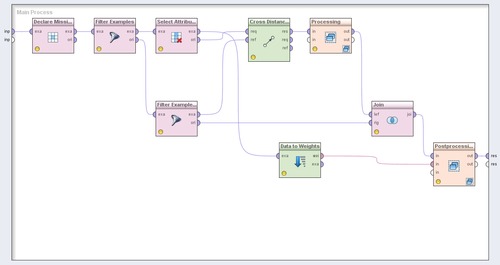 Main Process
Declare Missi...
Filter Examples
Select Attribu...
Cross Distanc...
Processing
inp
inp
exa
exa
ori
exa
exa
ori
exa
exa
ori
req
ref
res
req
ref
in
in
out
out
Filter Example...
exa
exa
ori
Join
lef
rig
joi
Data to Weights
exa
wei
exa
Postprocessi...
in
in
in
out
out
res
res